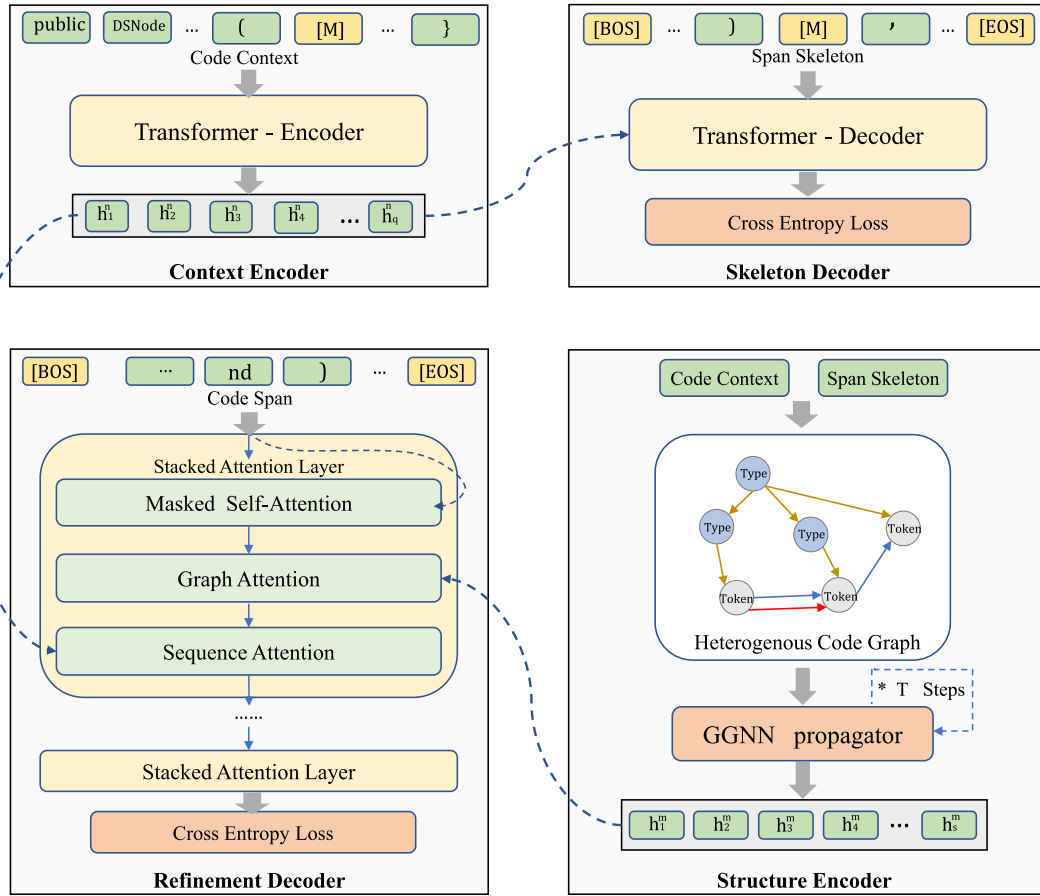 public DSNode ... ( [M] ... }
Code Context
Transformer - Encoder
h₁ⁿ h₂ⁿ h₃ⁿ h₄ⁿ ... h_qⁿ
Context Encoder
[BOS] ... ) [M] , ... [EOS]
Span Skeleton
Transformer - Decoder
Cross Entropy Loss
Skeleton Decoder
[BOS] ... nd ) ... [EOS]
Code Span
Stacked Attention Layer
Masked Self-Attention
Graph Attention
Sequence Attention
......
Stacked Attention Layer
Cross Entropy Loss
Refinement Decoder
Code Context Span Skeleton
Type
Type
Type
Token
Token
Token
Heterogenous Code Graph
* T Steps
GGNN propagator
h₁ᵐ h₂ᵐ h₃ᵐ h₄ᵐ ... hₛᵐ
Structure Encoder